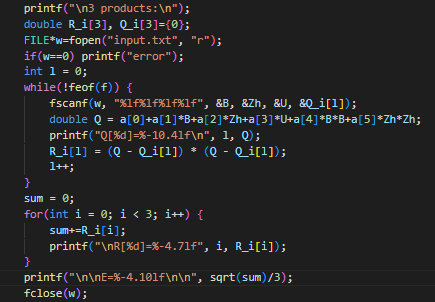 printf("\n3 products:\n");
double R_i[3], Q_i[3]={0};
FILE*w=fopen("input.txt", "r");
if(w==0) printf("error");
int l = 0;
while(!feof(f)) {
fscanf(w, "%lf%lf%lf%lf", &B, &Zh, &U, &Q_i[l]);
double Q = a[0]+a[1]*B+a[2]*Zh+a[3]*U+a[4]*B*B+a[5]*Zh*Zh;
printf("Q[%d]=%-10.4lf\n", l, Q);
R_i[l] = (Q - Q_i[l]) * (Q - Q_i[l]);
l++;
}
sum = 0;
for(int i = 0; i < 3; i++) {
sum+=R_i[i];
printf("\nR[%d]=%-4.7lf", i, R_i[i]);
}
printf("\n\nE=%-4.10lf\n\n", sqrt(sum)/3);
fclose(w);